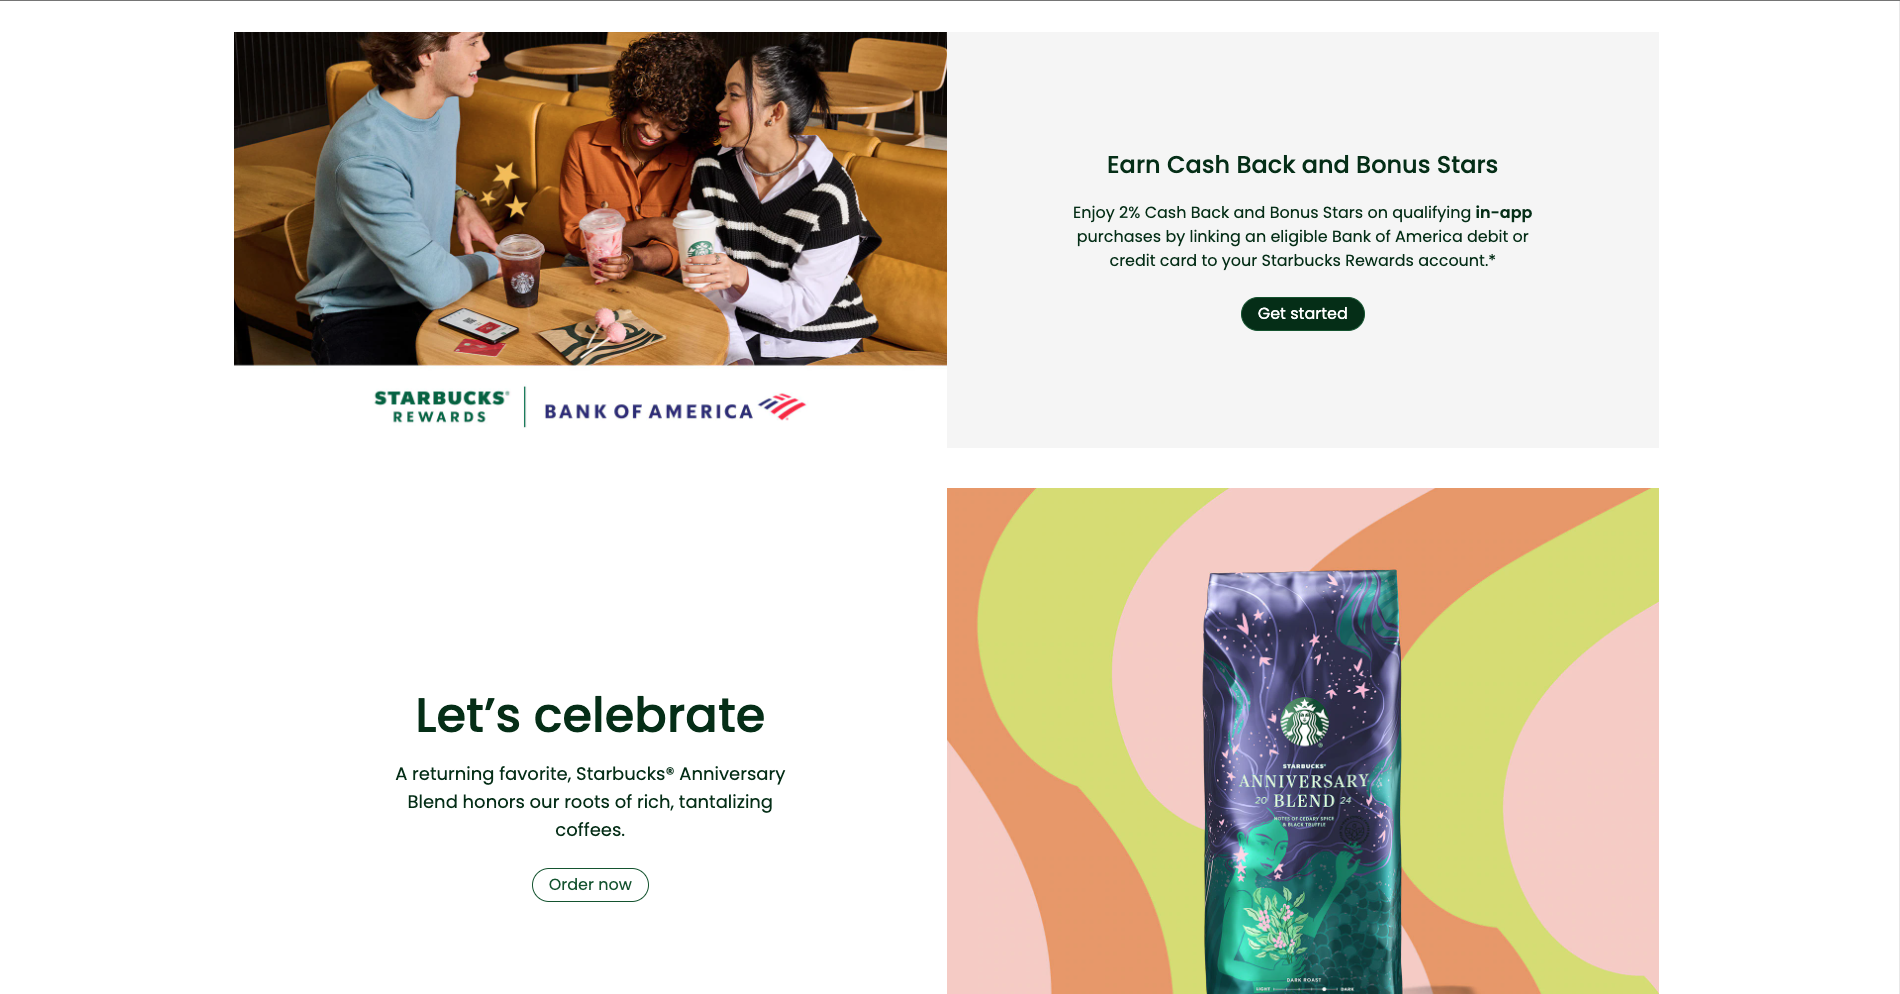 STARBUCKS®
REWARDS
BANK OF AMERICA
Earn Cash Back and Bonus Stars
Enjoy 2% Cash Back and Bonus Stars on qualifying in-app
purchases by linking an eligible Bank of America debit or
credit card to your Starbucks Rewards account.*
Get started
Let’s celebrate
A returning favorite, Starbucks® Anniversary
Blend honors our roots of rich, tantalizing
coffees.
Order now
STARBUCKS®
ANNIVERSARY
20 BLEND 24
NOTES OF CEDARY SPICE
& BLACK TRUFFLE
DARK ROAST
LIGHT DARK